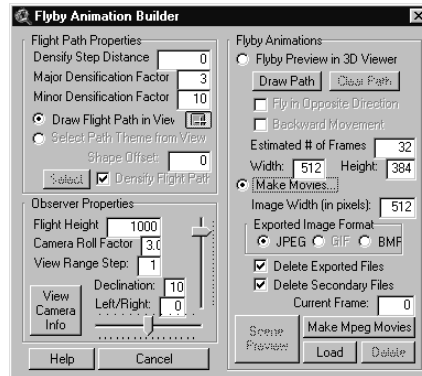 Flyby Animation Builder
Flight Path Properties
Densify Step Distance 0
Major Densification Factor 3
Minor Densification Factor 10
Draw Flight Path in View
Select Path Theme from View
Shape Offset: 0
Select Densify Flight Path
Observer Properties
Flight Height 1000
Camera Roll Factor 3.0
View Range Step: 1
Declination: 10
Left/Right: 0
View Camera Info
Help Cancel
Flyby Animations
Flyby Preview in 3D Viewer
Draw Path Clear Path
Fly in Opposite Direction
Backward Movement
Estimated # of Frames 32
Width: 512 Height: 384
Make Movies...
Image Width (in pixels): 512
Exported Image Format
JPEG GIF BMP
Delete Exported Files
Delete Secondary Files
Current Frame: 0
Scene Preview
Make Mpeg Movies
Load Delete